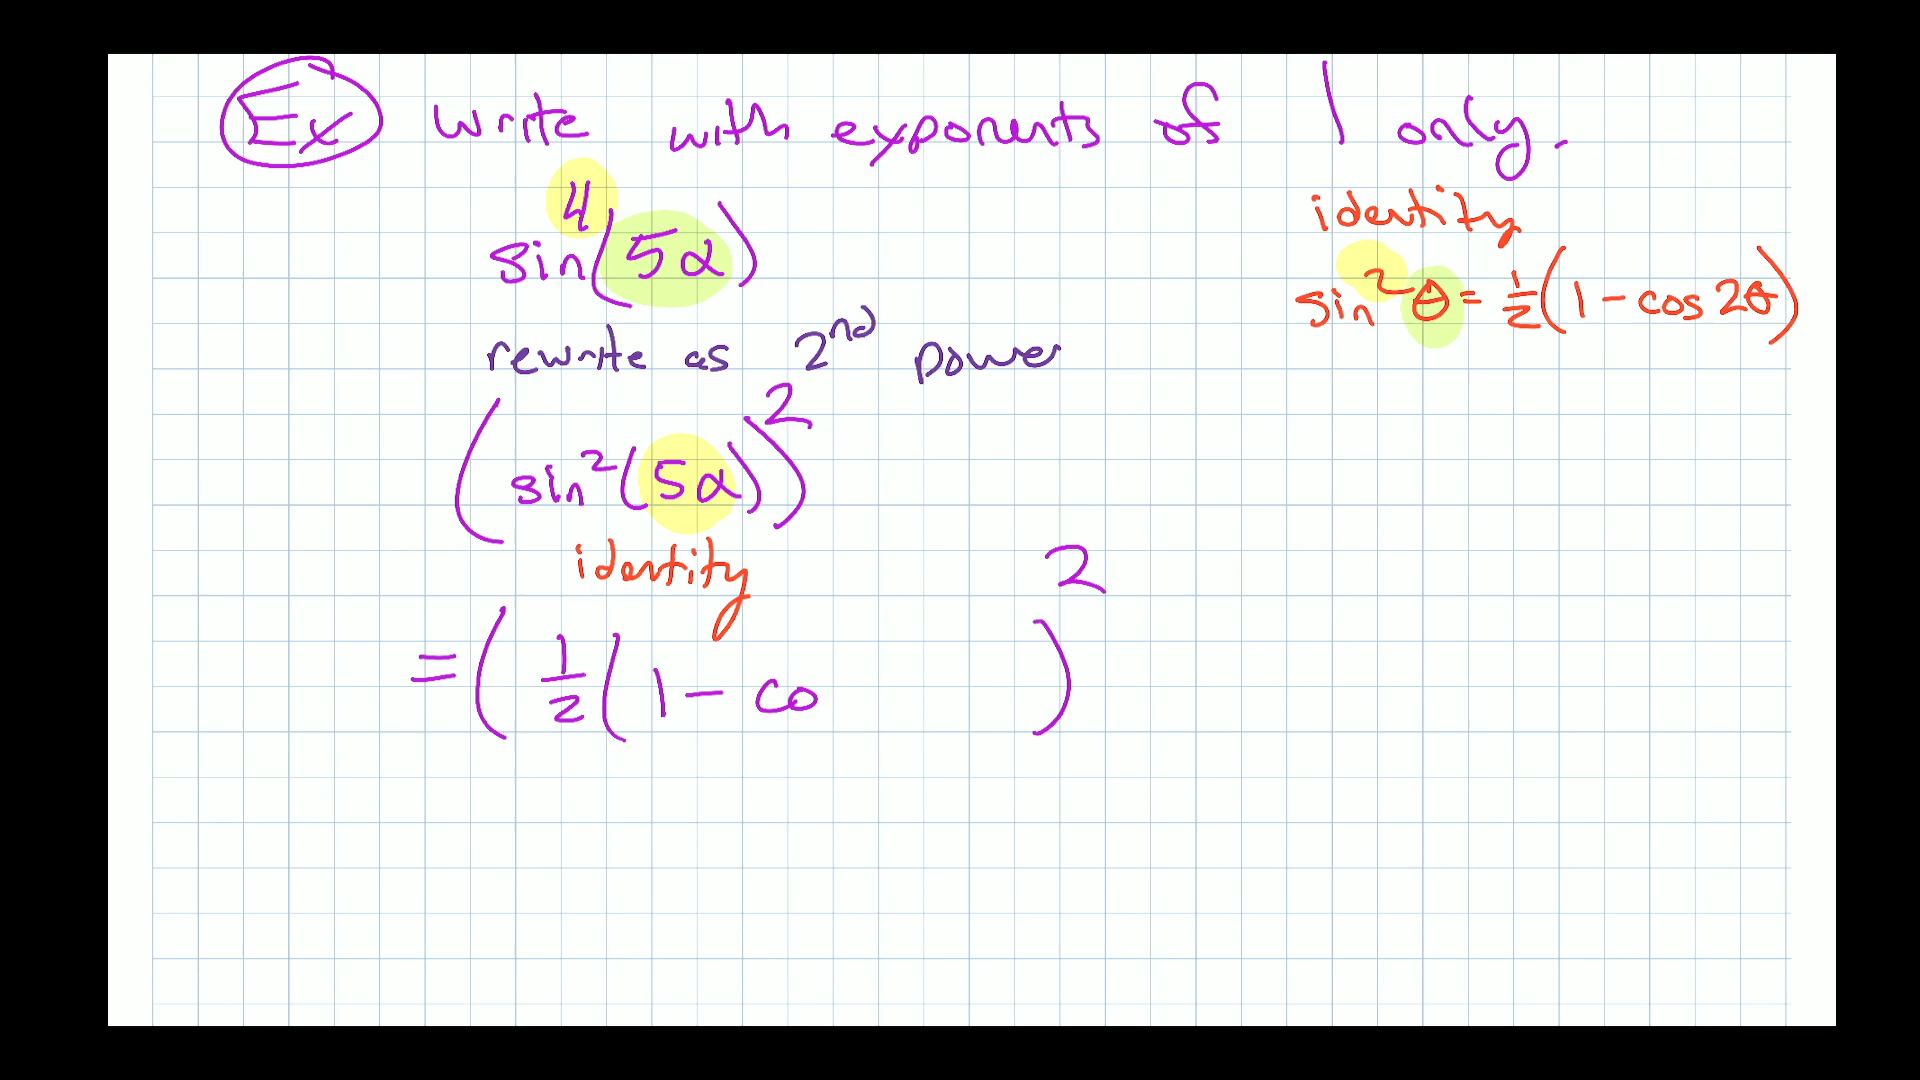 Ex write with exponents of 1 only.
sin⁴(5α)
identity
sin²θ = 1/2(1 - cos 2θ)
rewrite as 2nd power
(sin²(5α))²
identity
= (1/2(1 - co )²